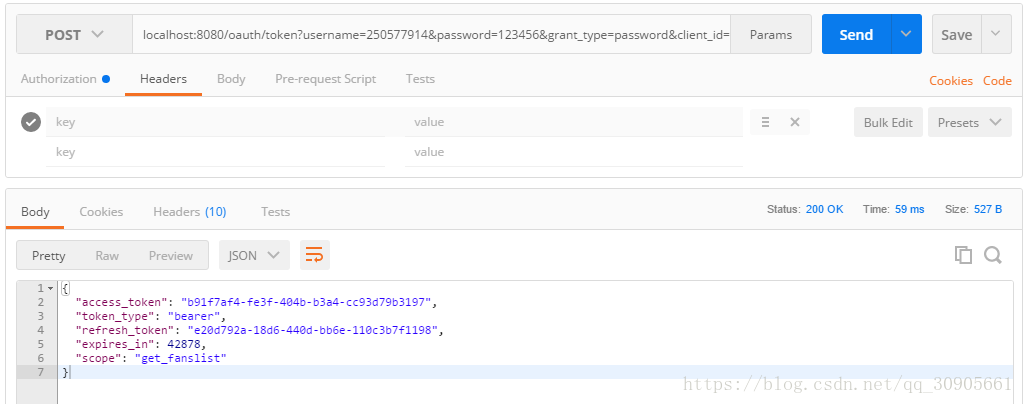 POST localhost:8080/oauth/token?username=250577914&password=123456&grant_type=password&client_id= Params Send Save
Authorization Headers Body Pre-request Script Tests Cookies Code
key value Bulk Edit Presets
key value
Body Cookies Headers (10) Tests Status: 200 OK Time: 59 ms Size: 527 B
Pretty Raw Preview JSON
1 {
2 "access_token": "b91f7af4-fe3f-404b-b3a4-cc93d79b3197",
3 "token_type": "bearer",
4 "refresh_token": "e20d792a-18d6-440d-bb6e-110c3b7f1198",
5 "expires_in": 42878,
6 "scope": "get_fanslist"
7 }
https://blog.csdn.net/qq_30905661